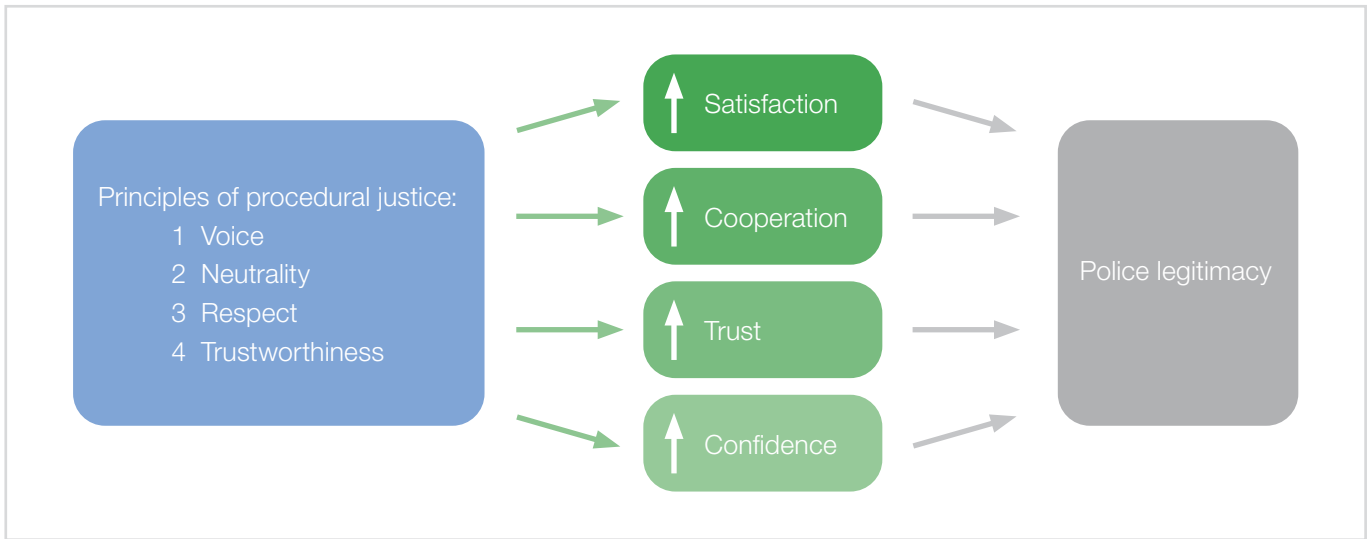 Principles of procedural justice:
1 Voice
2 Neutrality
3 Respect
4 Trustworthiness
Satisfaction
Cooperation
Trust
Confidence
Police legitimacy